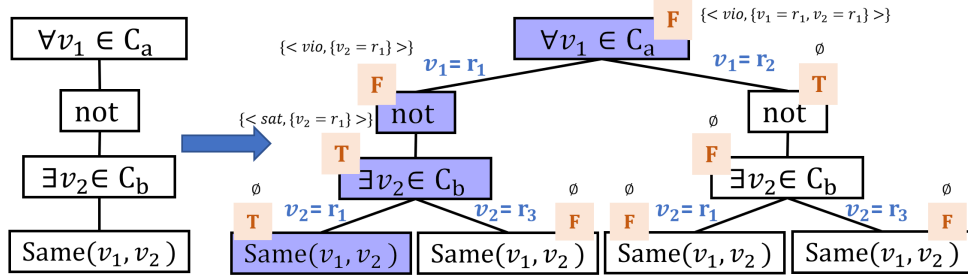 ∀v₁ ∈ Cₐ
not
∃v₂ ∈ C_b
Same(v₁, v₂)
F
{< vio, {v₁ = r₁, v₂ = r₁} >}
∀v₁ ∈ Cₐ
{< vio, {v₂ = r₁} >}
∅
v₁= r₁
v₁= r₂
F
T
not
not
{< sat, {v₂ = r₁} >}
∅
T
F
∃v₂ ∈ C_b
∃v₂ ∈ C_b
∅
∅
∅
∅
T
v₂= r₁
v₂= r₃
F
F
v₂= r₁
v₂= r₃
F
Same(v₁, v₂)
Same(v₁, v₂)
Same(v₁, v₂)
Same(v₁, v₂)